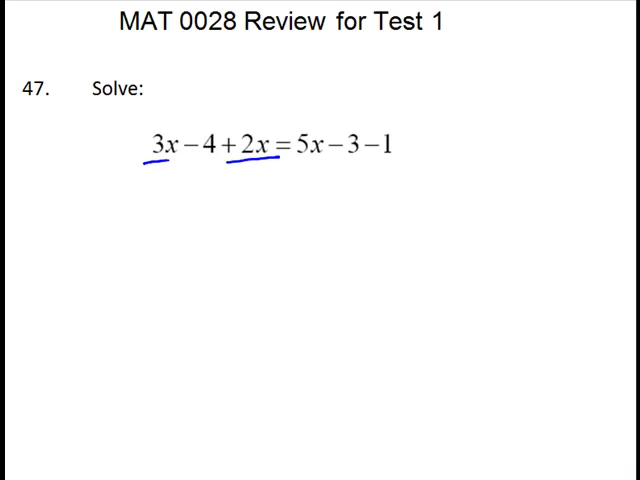 MAT 0028 Review for Test 1
47. Solve:
3x − 4 + 2x = 5x − 3 − 1